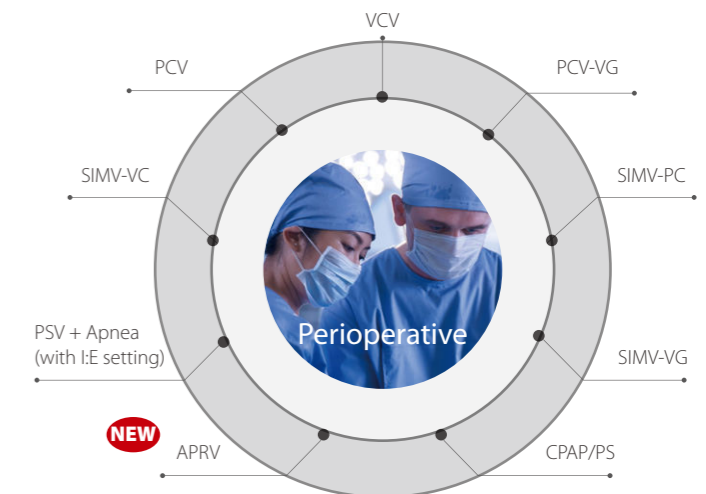 VCV
PCV
PCV-VG
SIMV-VC
SIMV-PC
Perioperative
PSV + Apnea
(with I:E setting)
SIMV-VG
NEW
APRV
CPAP/PS